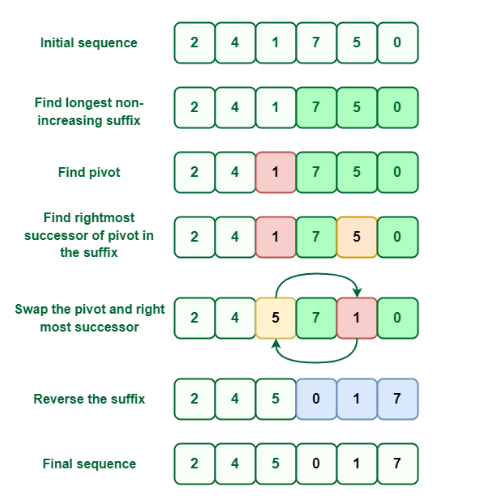 Initial sequence 2 4 1 7 5 0
Find longest non-
increasing suffix
2 4 1 7 5 0
Find pivot 2 4 1 7 5 0
Find rightmost
successor of pivot in
the suffix
2 4 1 7 5 0
Swap the pivot and right
most successor
2 4 5 7 1 0
Reverse the suffix 2 4 5 0 1 7
Final sequence 2 4 5 0 1 7